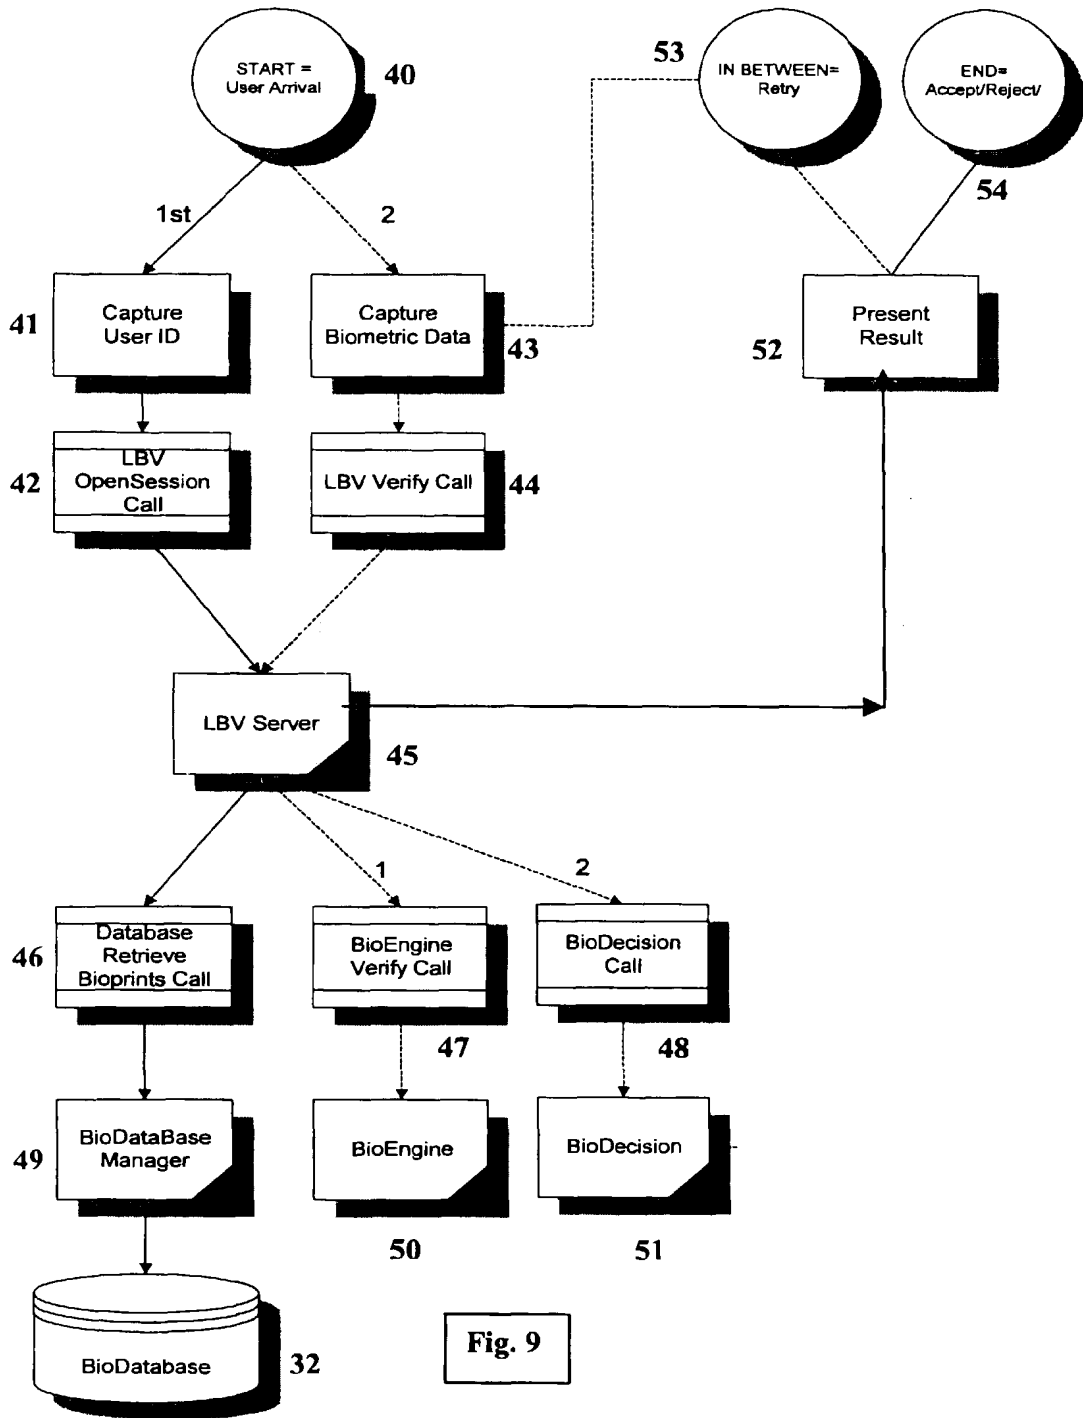 START =
User Arrival
40
53
IN BETWEEN=
Retry
END=
Accept/Reject/
54
1st
2
41
Capture
User ID
Capture
Biometric Data
43
52
Present
Result
42
LBV
OpenSession
Call
LBV Verify Call
44
LBV Server
45
1
2
46
Database
Retrieve
Bioprints Call
BioEngine
Verify Call
47
BioDecision
Call
48
49
BioDataBase
Manager
BioEngine
50
BioDecision
51
BioDatabase
32
Fig. 9